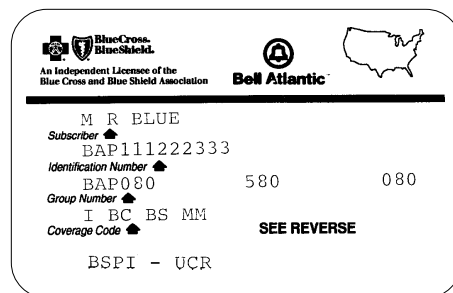 BlueCross.
BlueShield.
An Independent Licensee of the
Blue Cross and Blue Shield Association
Bell Atlantic
M R BLUE
Subscriber
BAP111222333
Identification Number
BAP080 580 080
Group Number
I BC BS MM
Coverage Code
SEE REVERSE
BSPI - UCR